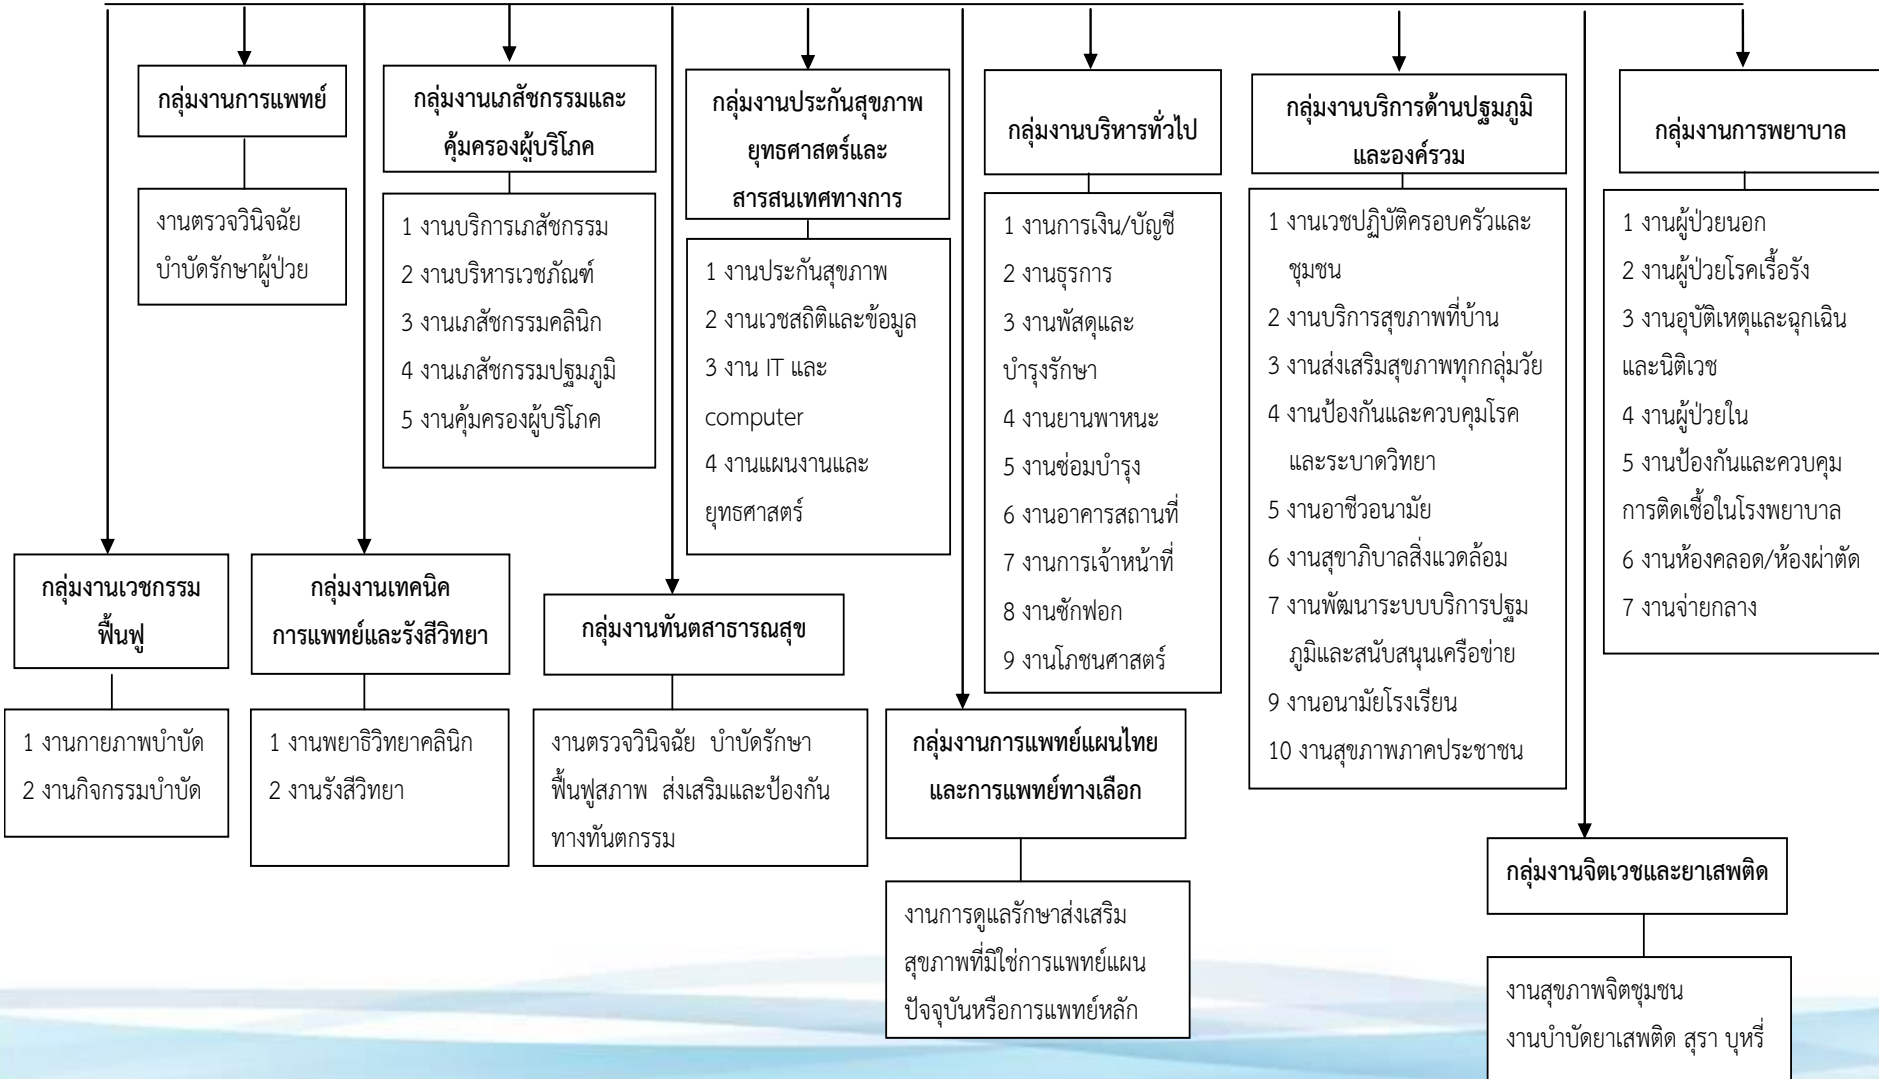 กลุ่มงานการแพทย์
งานตรวจวินิจฉัย
บำบัดรักษาผู้ป่วย
กลุ่มงานเภสัชกรรมและ
คุ้มครองผู้บริโภค
1 งานบริการเภสัชกรรม
2 งานบริหารเวชภัณฑ์
3 งานเภสัชกรรมคลินิก
4 งานเภสัชกรรมปฐมภูมิ
5 งานคุ้มครองผู้บริโภค
กลุ่มงานประกันสุขภาพ
ยุทธศาสตร์และ
สารสนเทศทางการ
1 งานประกันสุขภาพ
2 งานเวชสถิติและข้อมูล
3 งาน IT และ
computer
4 งานแผนงานและ
ยุทธศาสตร์
กลุ่มงานบริหารทั่วไป
1 งานการเงิน/บัญชี
2 งานธุรการ
3 งานพัสดุและ
บำรุงรักษา
4 งานยานพาหนะ
5 งานซ่อมบำรุง
6 งานอาคารสถานที่
7 งานการเจ้าหน้าที่
8 งานซักฟอก
9 งานโภชนศาสตร์
กลุ่มงานบริการด้านปฐมภูมิ
และองค์รวม
1 งานเวชปฏิบัติครอบครัวและ
ชุมชน
2 งานบริการสุขภาพที่บ้าน
3 งานส่งเสริมสุขภาพทุกกลุ่มวัย
4 งานป้องกันและควบคุมโรค
และระบาดวิทยา
5 งานอาชีวอนามัย
6 งานสุขาภิบาลสิ่งแวดล้อม
7 งานพัฒนาระบบบริการปฐม
ภูมิและสนับสนุนเครือข่าย
9 งานอนามัยโรงเรียน
10 งานสุขภาพภาคประชาชน
กลุ่มงานการพยาบาล
1 งานผู้ป่วยนอก
2 งานผู้ป่วยโรคเรื้อรัง
3 งานอุบัติเหตุและฉุกเฉิน
และนิติเวช
4 งานผู้ป่วยใน
5 งานป้องกันและควบคุม
การติดเชื้อในโรงพยาบาล
6 งานห้องคลอด/ห้องผ่าตัด
7 งานจ่ายกลาง
กลุ่มงานเวชกรรม
ฟื้นฟู
1 งานกายภาพบำบัด
2 งานกิจกรรมบำบัด
กลุ่มงานเทคนิค
การแพทย์และรังสีวิทยา
1 งานพยาธิวิทยาคลินิก
2 งานรังสีวิทยา
กลุ่มงานทันตสาธารณสุข
งานตรวจวินิจฉัย บำบัดรักษา
ฟื้นฟูสภาพ ส่งเสริมและป้องกัน
ทางทันตกรรม
กลุ่มงานการแพทย์แผนไทย
และการแพทย์ทางเลือก
งานการดูแลรักษาส่งเสริม
สุขภาพที่มิใช่การแพทย์แผน
ปัจจุบันหรือการแพทย์หลัก
กลุ่มงานจิตเวชและยาเสพติด
งานสุขภาพจิตชุมชน
งานบำบัดยาเสพติด สุรา บุหรี่